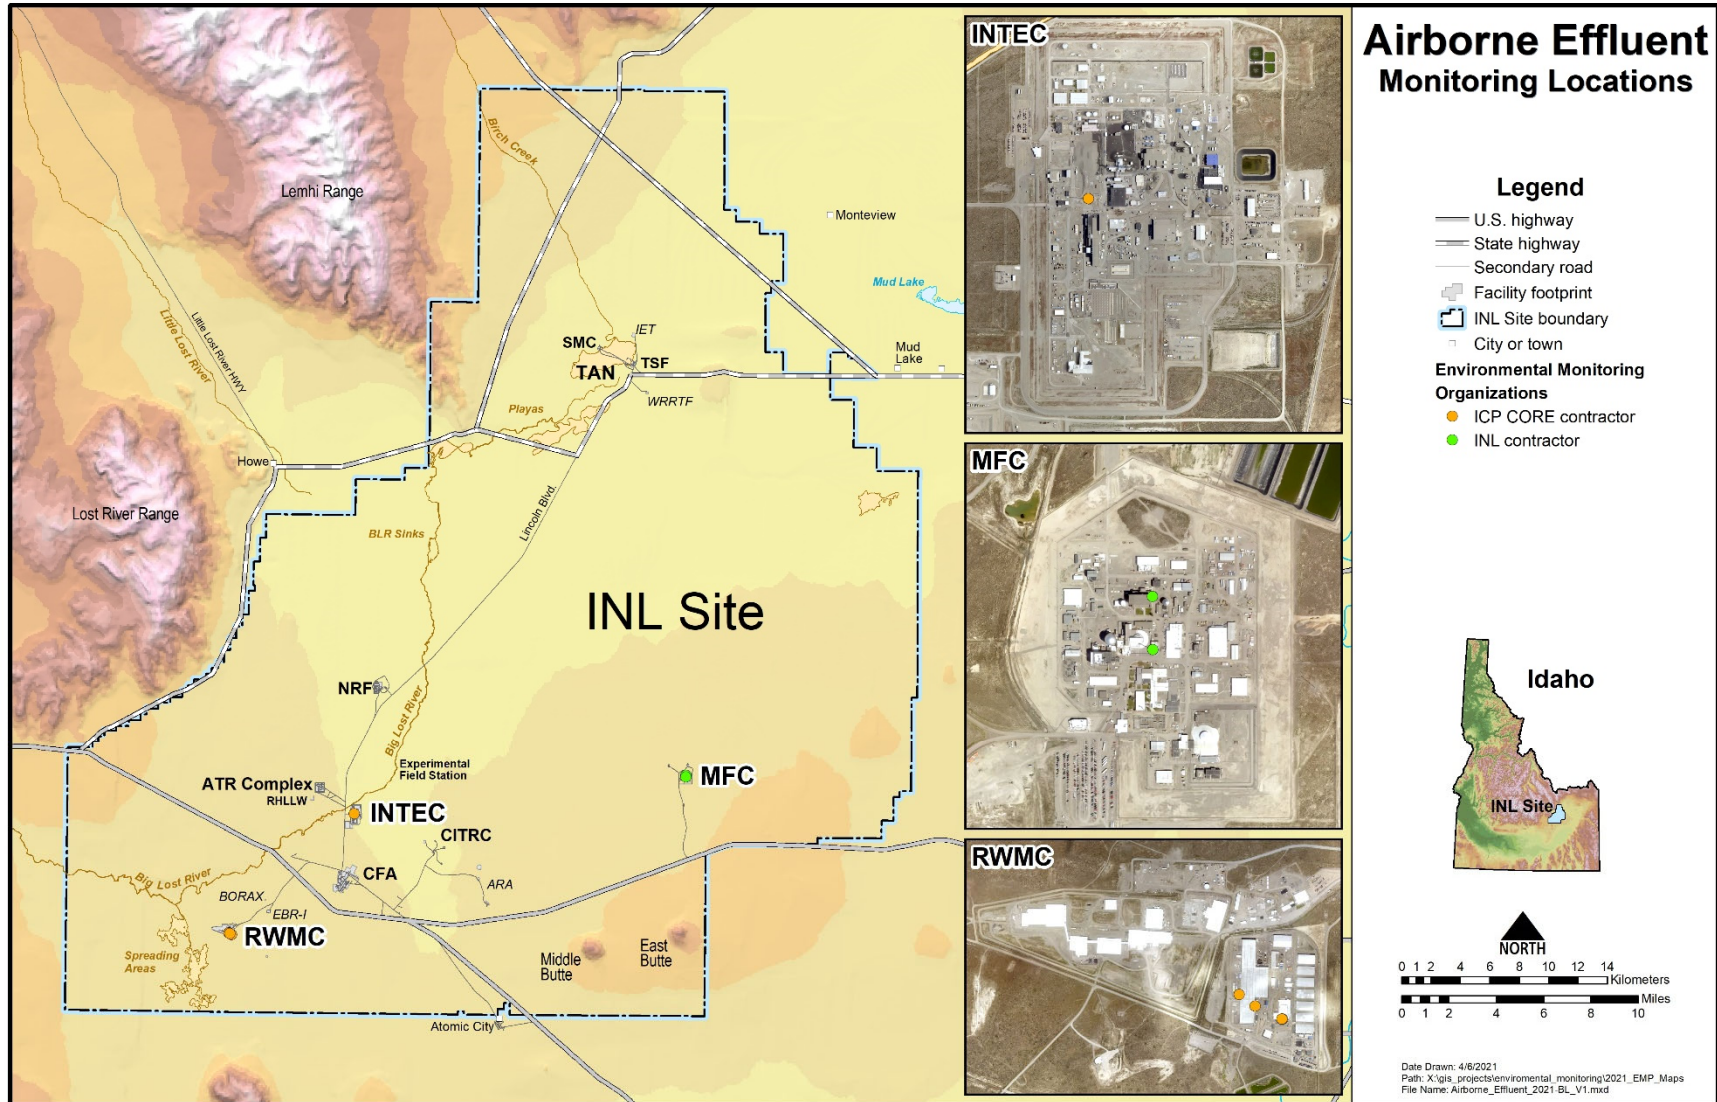 Airborne Effluent
Monitoring Locations
Legend
U.S. highway
State highway
Secondary road
Facility footprint
INL Site boundary
City or town
Environmental Monitoring
Organizations
ICP CORE contractor
INL contractor
Idaho
INL Site
NORTH
0 1 2 4 6 8 10 12 14
Kilometers
Miles
0 1 2 4 6 8 10
Date Drawn: 4/6/2021
Path: X:\gis_projects\enviromental_monitoring\2021_EMP_Maps
File Name: Airborne_Effluent_2021-BL_V1.mxd
INTEC
MFC
RWMC
Lemhi Range
Birch Creek
Monteview
Mud Lake
Little Lost River
Little Lost River HWY
IET
SMC
TSF
TAN
Mud
Lake
WRRTF
Playas
Howe
Lost River Range
Lincoln Blvd.
BLR Sinks
INL Site
NRF
Big Lost River
Experimental
Field Station
ATR Complex
RHLLW
MFC
INTEC
CITRC
CFA
Big Lost River
ARA
BORAX
EBR-I
RWMC
Spreading
Areas
Middle
Butte
East
Butte
Atomic City